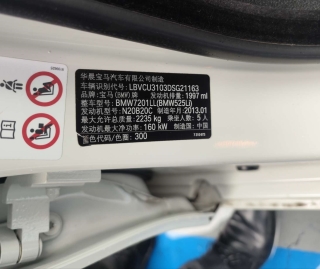 华晨宝马汽车有限公司制造
车辆识别代号: LBVCU3103DSG21163
品牌: 宝马(BMW)牌 发动机排量: 1997 ml
整车型号: BMW7201LL(BMW525Li)
发动机型号: N20B20C 制造年月: 2013.01
最大允许总质量: 2235 kg 乘坐人数: 5 人
发动机最大净功率: 160 kW 制造国: 中国
蓝色代码/色圈: 300